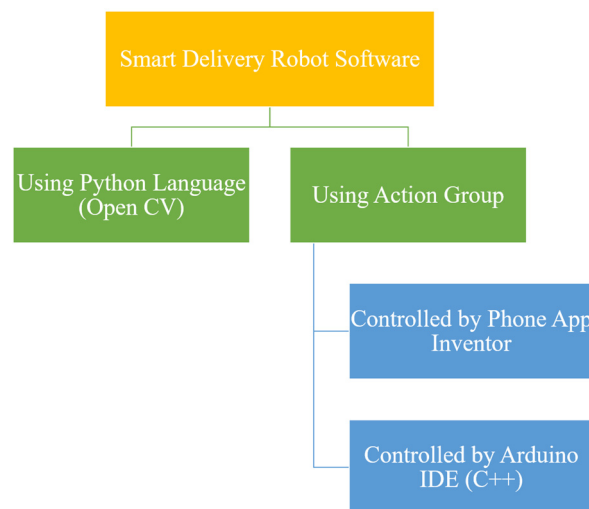 Smart Delivery Robot Software
Using Python Language
(Open CV)
Using Action Group
Controlled by Phone App
Inventor
Controlled by Arduino
IDE (C++)